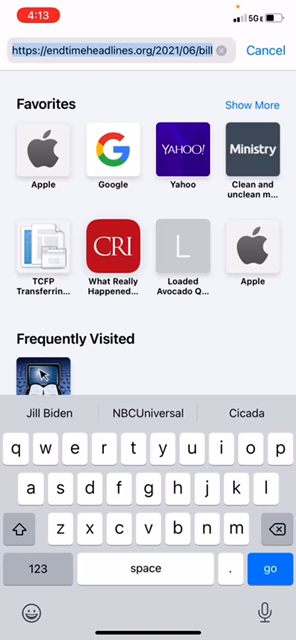 4:13
5GE
https://endtimeheadlines.org/2021/06/bill
Cancel
Favorites
Show More
Google
YAHOO!
Ministry
Apple
Google
Yahoo
Clean and
unclean m...
CRI
L
TCFP
Transferrin...
What Really
Happened...
Loaded
Avocado Q...
Apple
Frequently Visited
Jill Biden
NBCUniversal
Cicada
q w e r t y u i o p
a s d f g h j k l
z x c v b n m
123
space
.
go